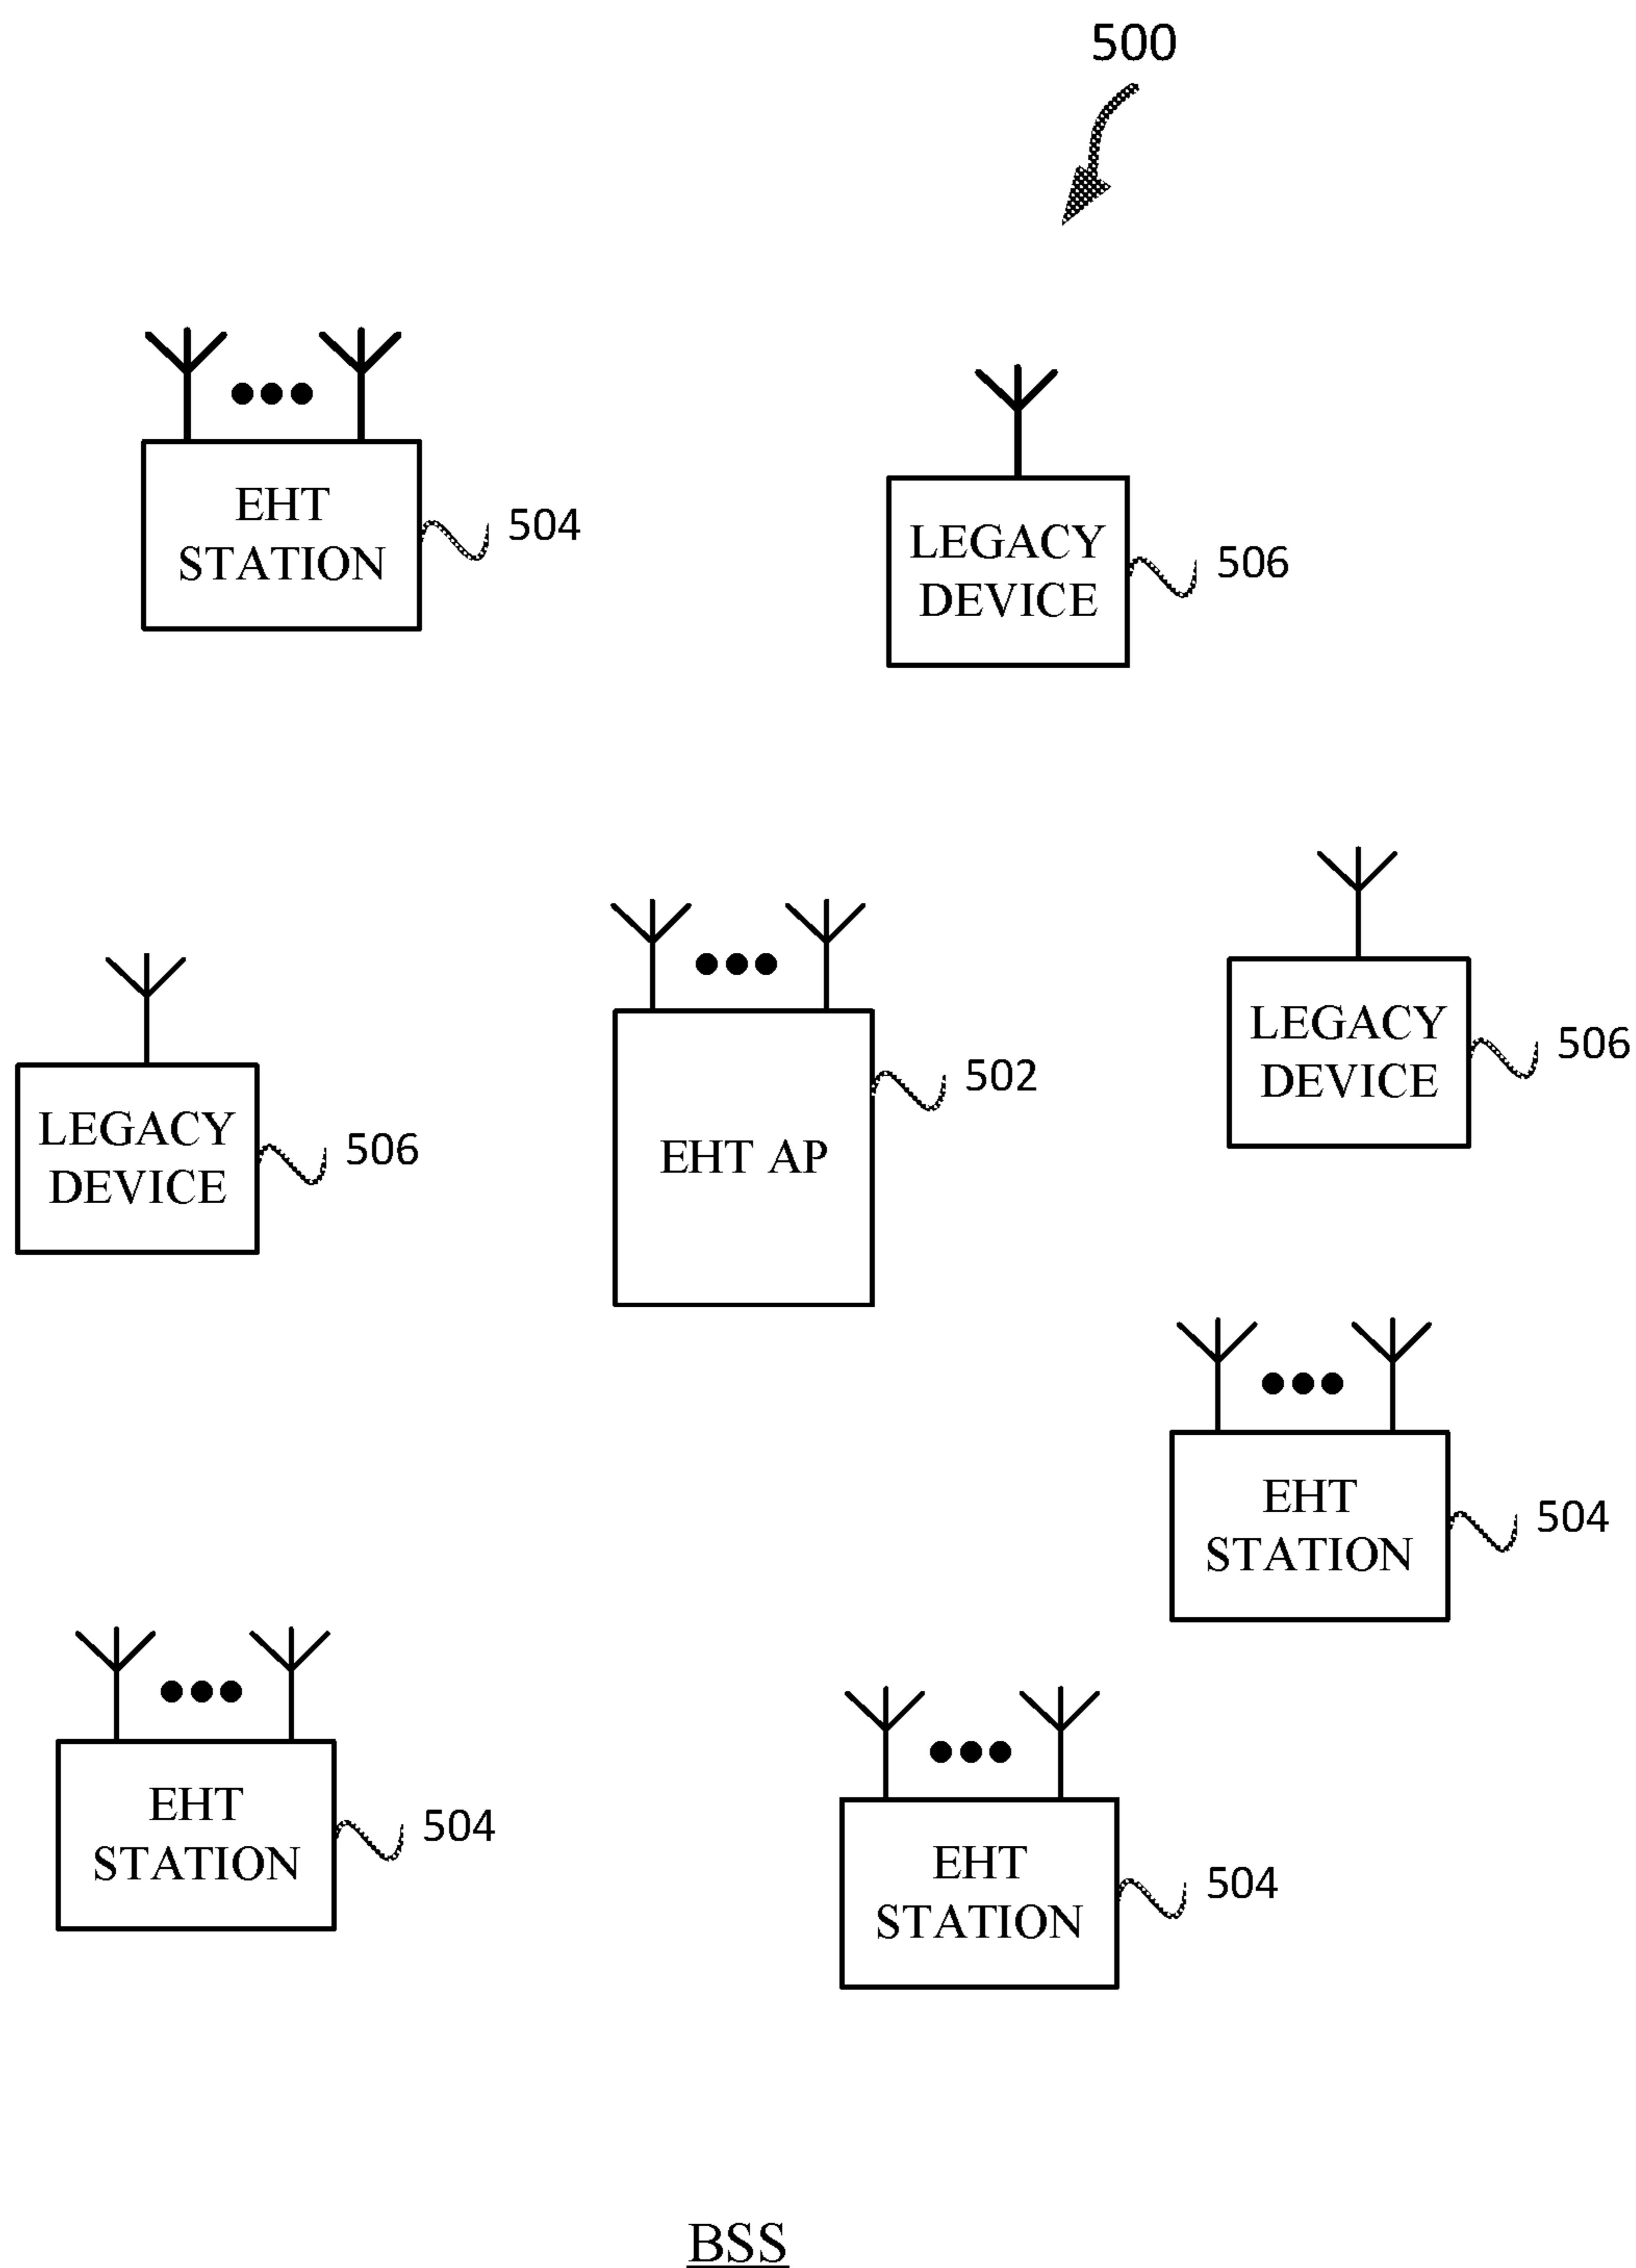 500
EHT
STATION
504
LEGACY
DEVICE
506
LEGACY
DEVICE
506
EHT AP
502
LEGACY
DEVICE
506
EHT
STATION
504
EHT
STATION
504
EHT
STATION
504
BSS